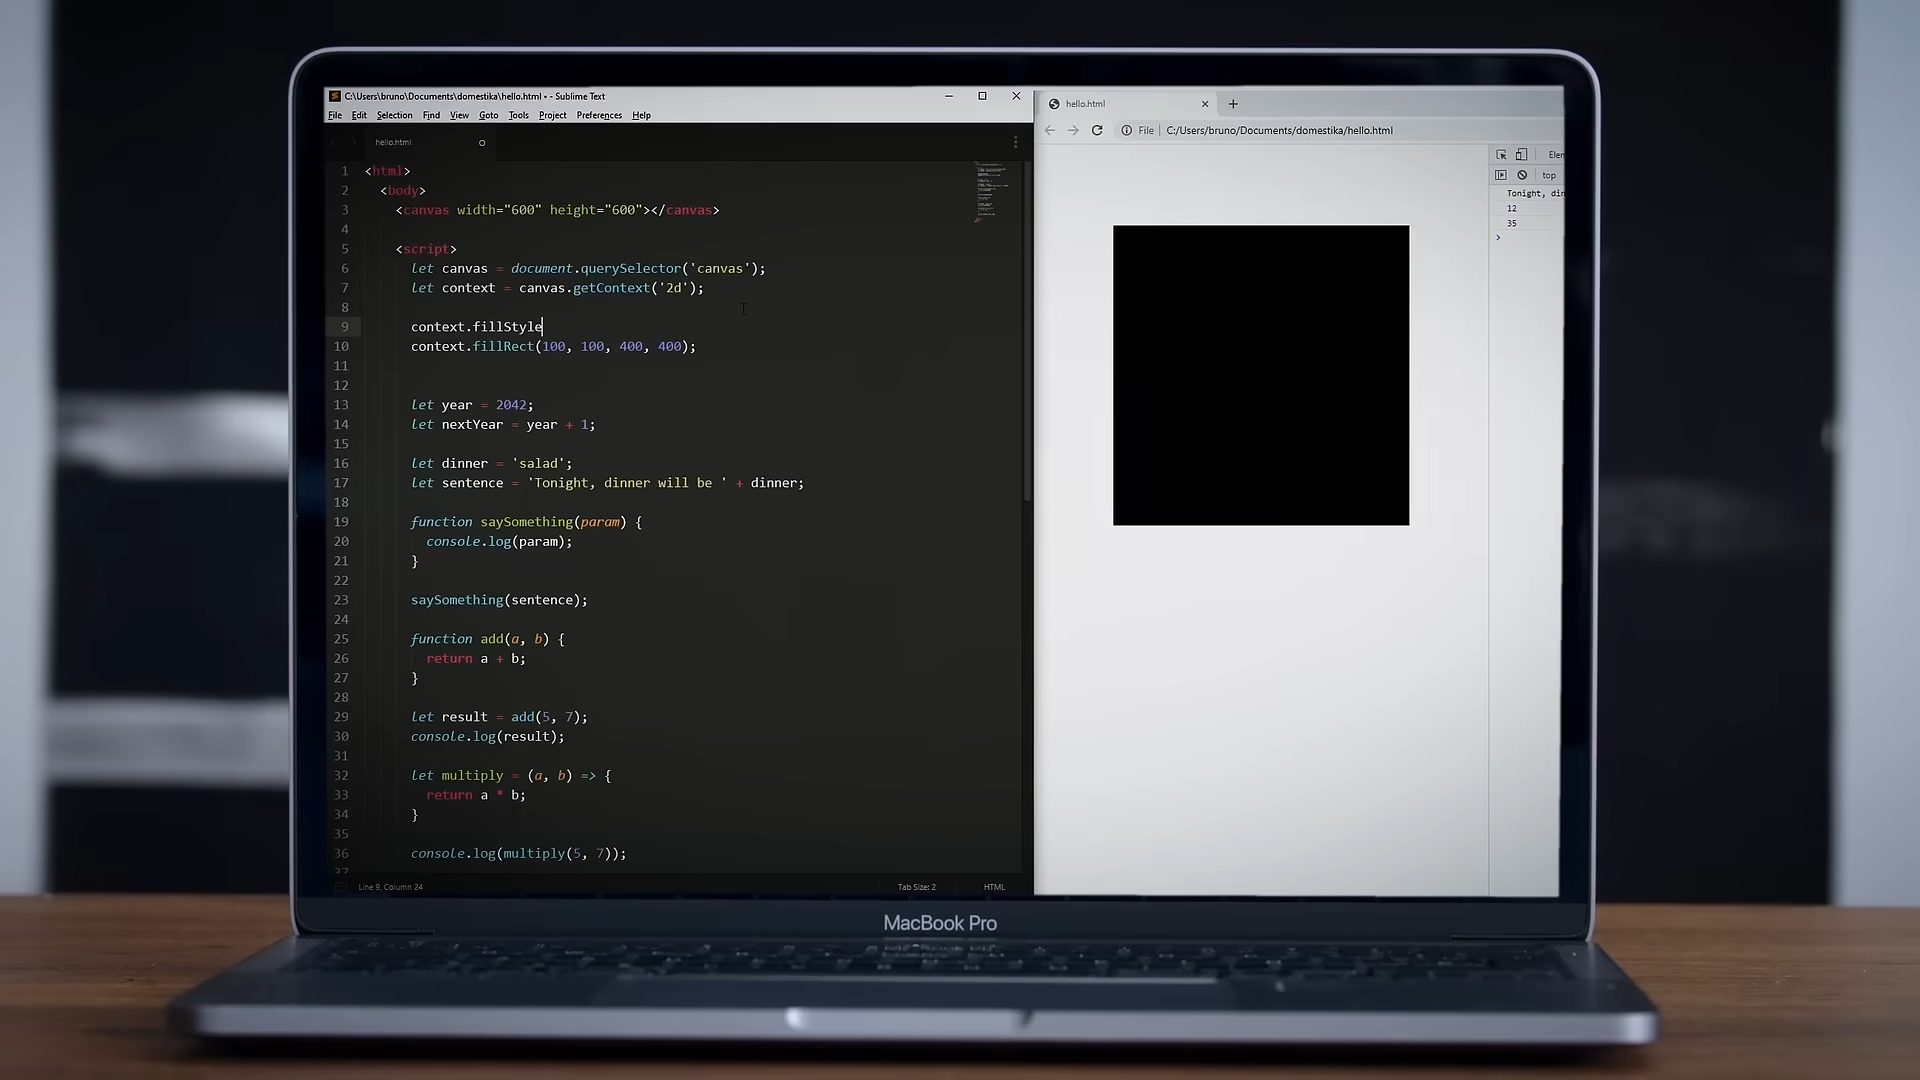 C:\Users\bruno\Documents\domestika\hello.html • - Sublime Text
File Edit Selection Find View Goto Tools Project Preferences Help
hello.html
1 <html>
2 <body>
3 <canvas width="600" height="600"></canvas>
4
5 <script>
6 let canvas = document.querySelector('canvas');
7 let context = canvas.getContext('2d');
8
9 context.fillStyle
10 context.fillRect(100, 100, 400, 400);
11
12
13 let year = 2042;
14 let nextYear = year + 1;
15
16 let dinner = 'salad';
17 let sentence = 'Tonight, dinner will be ' + dinner;
18
19 function saySomething(param) {
20 console.log(param);
21 }
22
23 saySomething(sentence);
24
25 function add(a, b) {
26 return a + b;
27 }
28
29 let result = add(5, 7);
30 console.log(result);
31
32 let multiply = (a, b) => {
33 return a * b;
34 }
35
36 console.log(multiply(5, 7));
37
Line 9, Column 24 Tab Size: 2 HTML
hello.html
File C:/Users/bruno/Documents/domestika/hello.html
Elem
top
Tonight, din
12
35
MacBook Pro